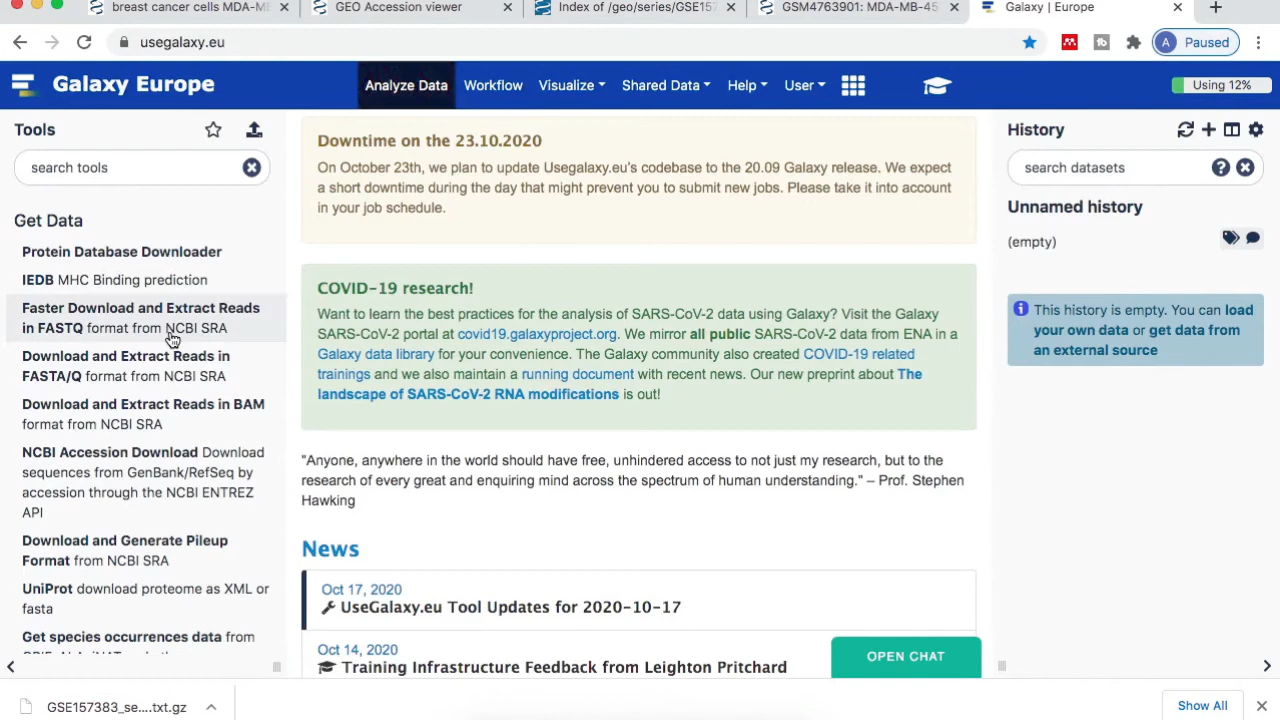 breast cancer cells MDA-MB
GEO Accession viewer
Index of /geo/series/GSE157
GSM4763901: MDA-MB-45
Galaxy | Europe
usegalaxy.eu
A Paused
Galaxy Europe
Analyze Data
Workflow
Visualize
Shared Data
Help
User
Using 12%
Tools
search tools
Get Data
Protein Database Downloader
IEDB MHC Binding prediction
Faster Download and Extract Reads
in FASTQ format from NCBI SRA
Download and Extract Reads in
FASTA/Q format from NCBI SRA
Download and Extract Reads in BAM
format from NCBI SRA
NCBI Accession Download Download
sequences from GenBank/RefSeq by
accession through the NCBI ENTREZ
API
Download and Generate Pileup
Format from NCBI SRA
UniProt download proteome as XML or
fasta
Get species occurrences data from
Downtime on the 23.10.2020
On October 23th, we plan to update Usegalaxy.eu's codebase to the 20.09 Galaxy release. We expect
a short downtime during the day that might prevent you to submit new jobs. Please take it into account
in your job schedule.
COVID-19 research!
Want to learn the best practices for the analysis of SARS-CoV-2 data using Galaxy? Visit the Galaxy
SARS-CoV-2 portal at covid19.galaxyproject.org. We mirror all public SARS-CoV-2 data from ENA in a
Galaxy data library for your convenience. The Galaxy community also created COVID-19 related
trainings and we also maintain a running document with recent news. Our new preprint about The
landscape of SARS-CoV-2 RNA modifications is out!
"Anyone, anywhere in the world should have free, unhindered access to not just my research, but to the
research of every great and enquiring mind across the spectrum of human understanding." – Prof. Stephen
Hawking
News
Oct 17, 2020
UseGalaxy.eu Tool Updates for 2020-10-17
Oct 14, 2020
Training Infrastructure Feedback from Leighton Pritchard
OPEN CHAT
History
search datasets
Unnamed history
(empty)
This history is empty. You can load
your own data or get data from
an external source
GSE157383_se....txt.gz
Show All